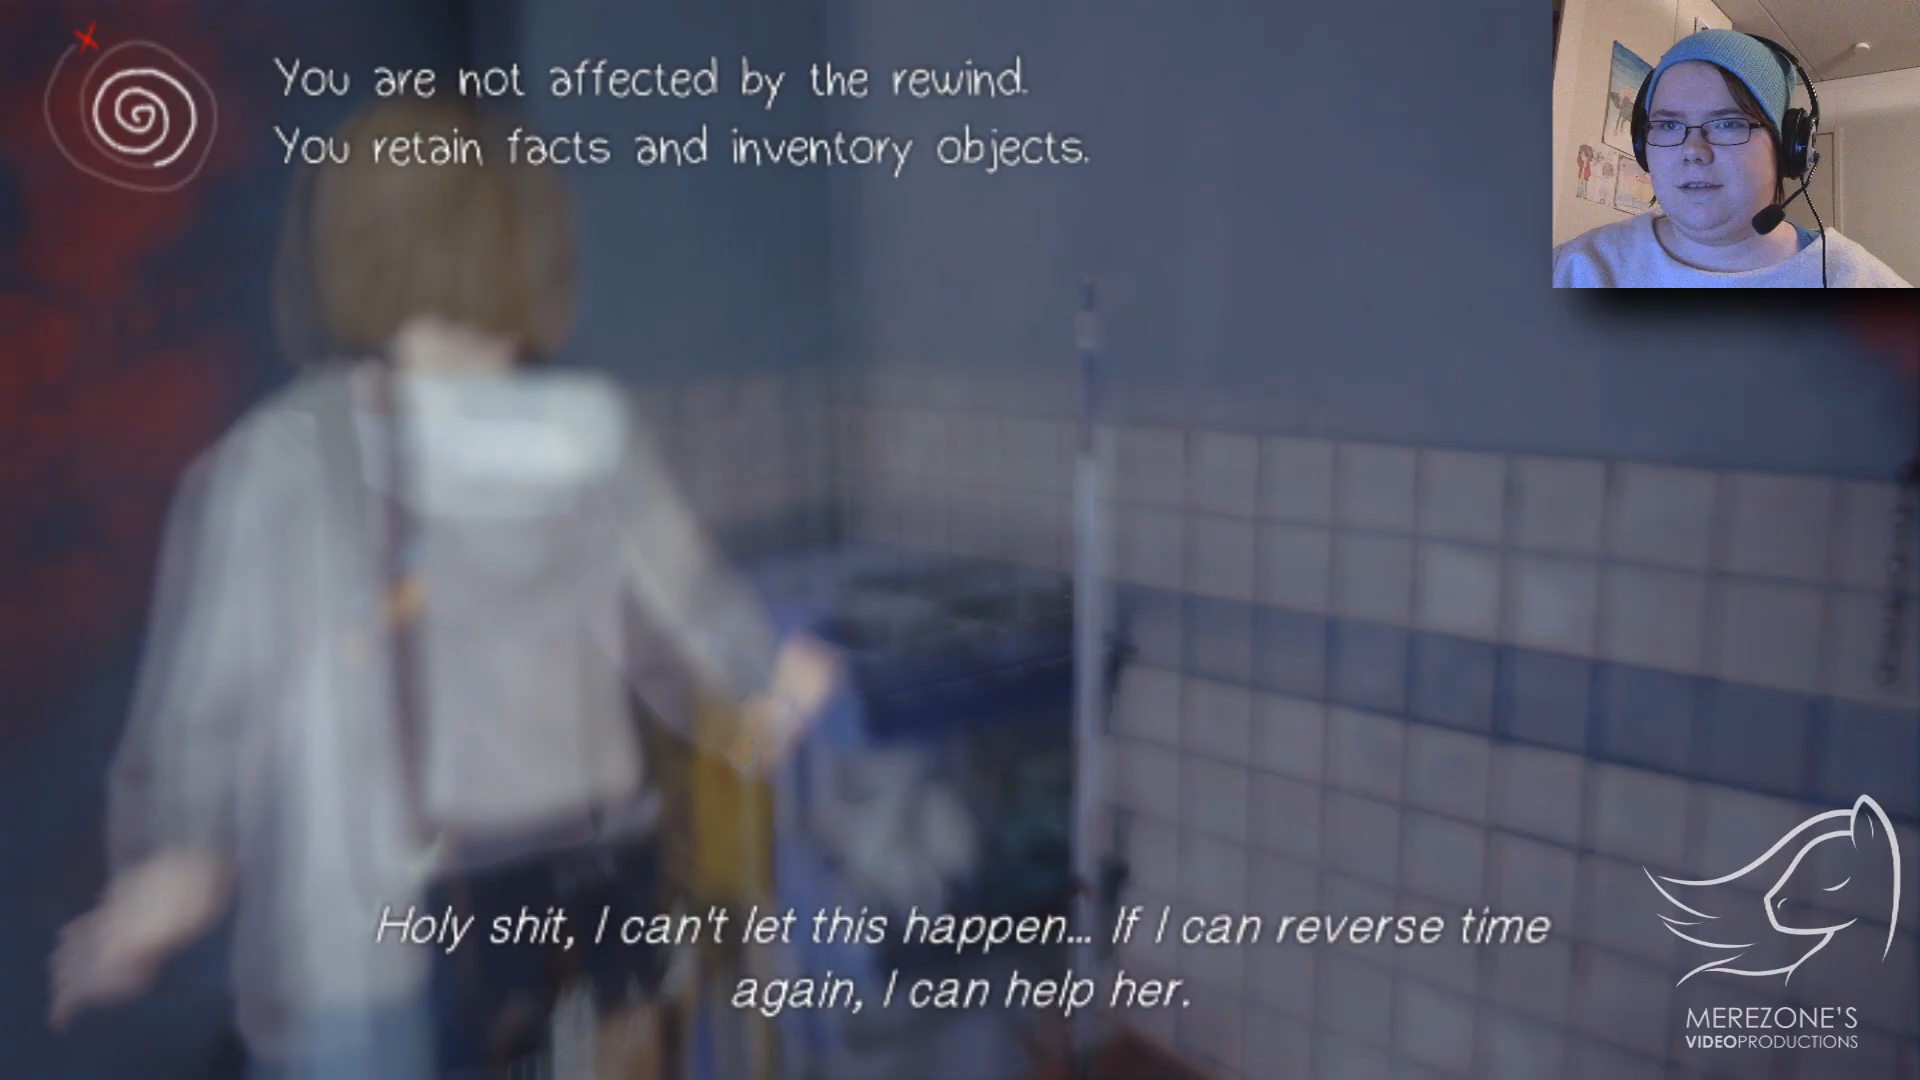 You are not affected by the rewind.
You retain facts and inventory objects.
Holy shit, I can't let this happen... If I can reverse time
again, I can help her.
MEREZONE'S
VIDEOPRODUCTIONS